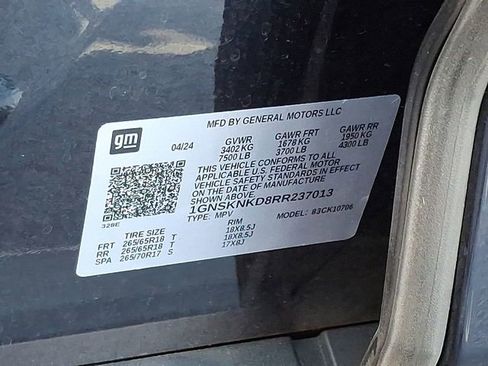 MFD BY GENERAL MOTORS LLC
gm
04/24 GVWR GAWR FRT GAWR RR
3402 KG 1678 KG 1950 KG
7500 LB 3700 LB 4300 LB
THIS VEHICLE CONFORMS TO ALL
APPLICABLE U.S. FEDERAL MOTOR
VEHICLE SAFETY STANDARDS IN EFFECT
ON THE DATE OF MANUFACTURE
1GNSKNKD8RR237013
TYPE: MPV MODEL: 83CK10706
328E
TIRE SIZE RIM
FRT 265/65R18 T 18X8.5J
RR 265/65R18 T 18X8.5J
SPA 265/70R17 S 17X8J